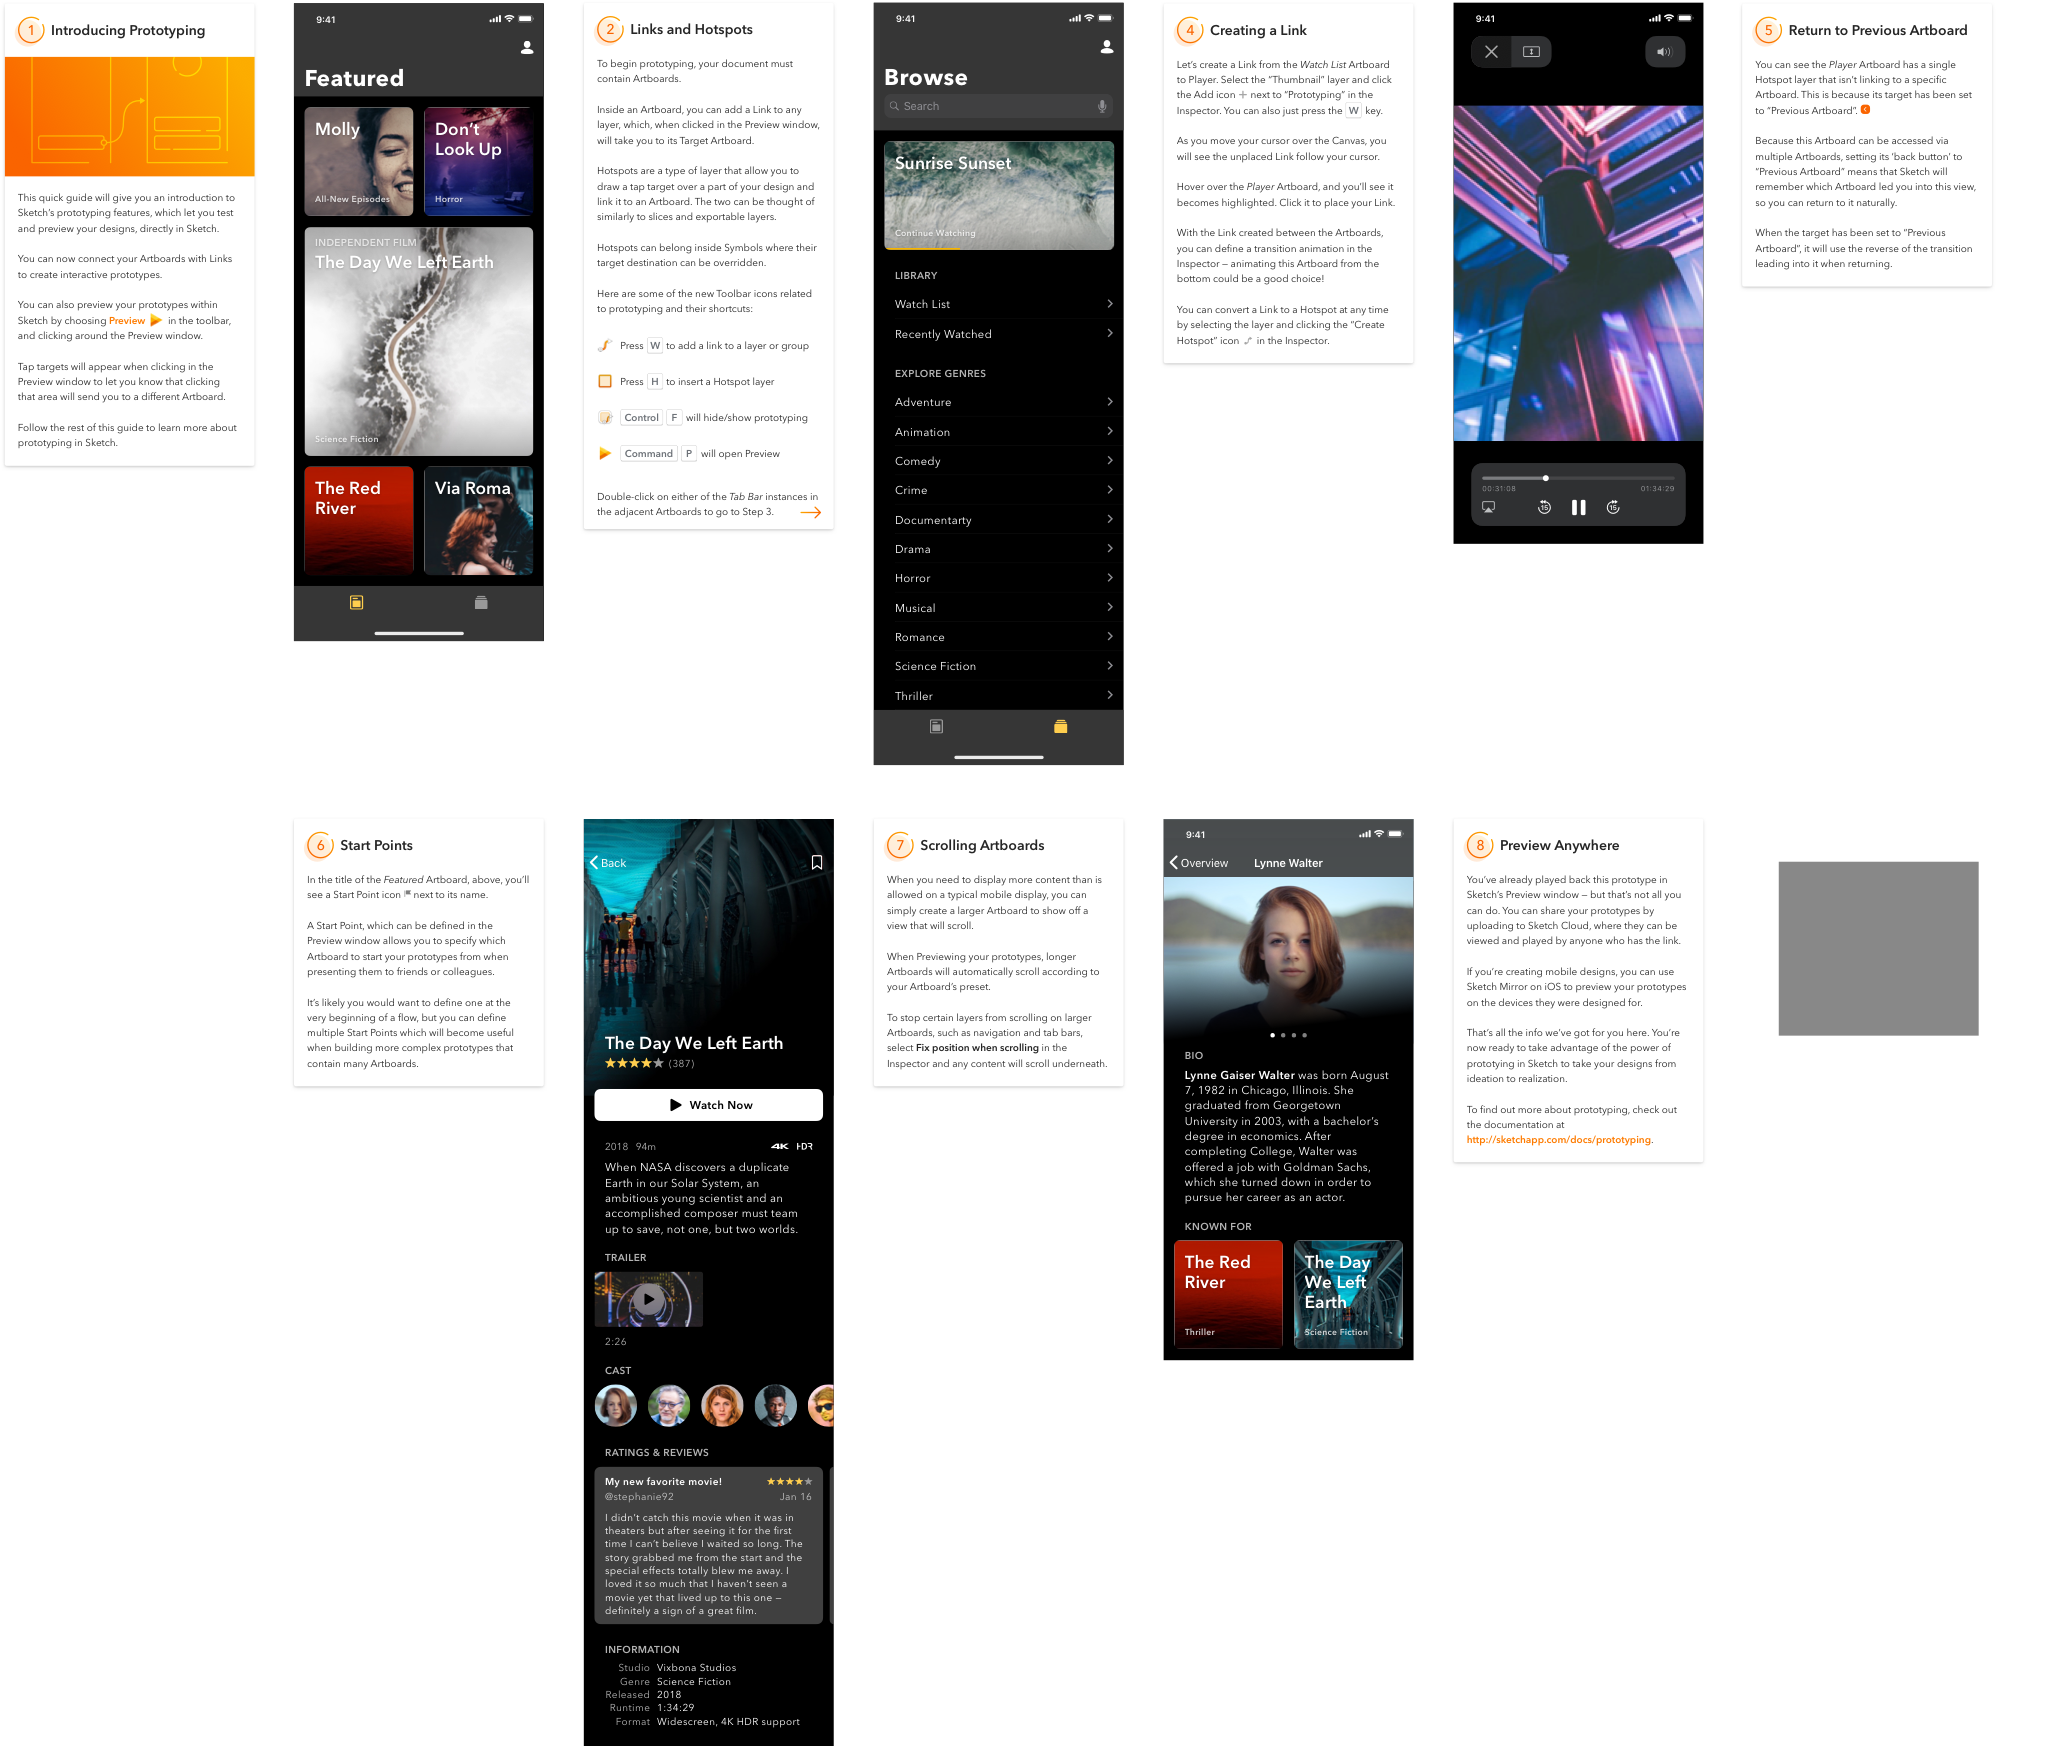 1 Introducing Prototyping
This quick guide will give you an introduction to
Sketch's prototyping features, which let you test
and preview your designs, directly in Sketch.
You can now connect your Artboards with Links
to create interactive prototypes.
You can also preview your prototypes within
Sketch by choosing Preview in the toolbar,
and clicking around the Preview window.
Tap targets will appear when clicking in the
Preview window to let you know that clicking
that area will send you to a different Artboard.
Follow the rest of this guide to learn more about
prototyping in Sketch.
9:41
Featured
Molly
All-New Episodes
Don't
Look Up
Horror
INDEPENDENT FILM
The Day We Left Earth
Science Fiction
The Red
River
Via Roma
2 Links and Hotspots
To begin prototyping, your document must
contain Artboards.
Inside an Artboard, you can add a Link to any
layer, which, when clicked in the Preview window,
will take you to its Target Artboard.
Hotspots are a type of layer that allow you to
draw a tap target over a part of your design and
link it to an Artboard. The two can be thought of
similarly to slices and exportable layers.
Hotspots can belong inside Symbols where their
target destination can be overridden.
Here are some of the new Toolbar icons related
to prototyping and their shortcuts:
Press W to add a link to a layer or group
Press H to insert a Hotspot layer
Control F will hide/show prototyping
Command P will open Preview
Double-click on either of the Tab Bar instances in
the adjacent Artboards to go to Step 3.
9:41
Browse
Search
Sunrise Sunset
Continue Watching
LIBRARY
Watch List
Recently Watched
EXPLORE GENRES
Adventure
Animation
Comedy
Crime
Documentarty
Drama
Horror
Musical
Romance
Science Fiction
Thriller
4 Creating a Link
Let's create a Link from the Watch List Artboard
to Player. Select the "Thumbnail" layer and click
the Add icon + next to "Prototyping" in the
Inspector. You can also just press the W key.
As you move your cursor over the Canvas, you
will see the unplaced Link follow your cursor.
Hover over the Player Artboard, and you'll see it
becomes highlighted. Click it to place your Link.
With the Link created between the Artboards,
you can define a transition animation in the
Inspector – animating this Artboard from the
bottom could be a good choice!
You can convert a Link to a Hotspot at any time
by selecting the layer and clicking the "Create
Hotspot" icon in the Inspector.
9:41
00:31:08
01:34:29
15
15
5 Return to Previous Artboard
You can see the Player Artboard has a single
Hotspot layer that isn't linking to a specific
Artboard. This is because its target has been set
to "Previous Artboard".
Because this Artboard can be accessed via
multiple Artboards, setting its 'back button' to
"Previous Artboard" means that Sketch will
remember which Artboard led you into this view,
so you can return to it naturally.
When the target has been set to "Previous
Artboard", it will use the reverse of the transition
leading into it when returning.
6 Start Points
In the title of the Featured Artboard, above, you'll
see a Start Point icon next to its name.
A Start Point, which can be defined in the
Preview window allows you to specify which
Artboard to start your prototypes from when
presenting them to friends or colleagues.
It's likely you would want to define one at the
very beginning of a flow, but you can define
multiple Start Points which will become useful
when building more complex prototypes that
contain many Artboards.
Back
The Day We Left Earth
(387)
Watch Now
2018 94m
4K HDR
When NASA discovers a duplicate
Earth in our Solar System, an
ambitious young scientist and an
accomplished composer must team
up to save, not one, but two worlds.
TRAILER
2:26
CAST
RATINGS & REVIEWS
My new favorite movie!
@stephanie92
Jan 16
I didn't catch this movie when it was in
theaters but after seeing it for the first
time I can't believe I waited so long. The
story grabbed me from the start and the
special effects totally blew me away. I
loved it so much that I haven't seen a
movie yet that lived up to this one –
definitely a sign of a great film.
INFORMATION
Studio Vixbona Studios
Genre Science Fiction
Released 2018
Runtime 1:34:29
Format Widescreen, 4K HDR support
7 Scrolling Artboards
When you need to display more content than is
allowed on a typical mobile display, you can
simply create a larger Artboard to show off a
view that will scroll.
When Previewing your prototypes, longer
Artboards will automatically scroll according to
your Artboard's preset.
To stop certain layers from scrolling on larger
Artboards, such as navigation and tab bars,
select Fix position when scrolling in the
Inspector and any content will scroll underneath.
9:41
Overview
Lynne Walter
BIO
Lynne Gaiser Walter was born August
7, 1982 in Chicago, Illinois. She
graduated from Georgetown
University in 2003, with a bachelor's
degree in economics. After
completing College, Walter was
offered a job with Goldman Sachs,
which she turned down in order to
pursue her career as an actor.
KNOWN FOR
The Red
River
Thriller
The Day
We Left
Earth
Science Fiction
8 Preview Anywhere
You've already played back this prototype in
Sketch's Preview window – but that's not all you
can do. You can share your prototypes by
uploading to Sketch Cloud, where they can be
viewed and played by anyone who has the link.
If you're creating mobile designs, you can use
Sketch Mirror on iOS to preview your prototypes
on the devices they were designed for.
That's all the info we've got for you here. You're
now ready to take advantage of the power of
prototying in Sketch to take your designs from
ideation to realization.
To find out more about prototyping, check out
the documentation at
http://sketchapp.com/docs/prototyping.